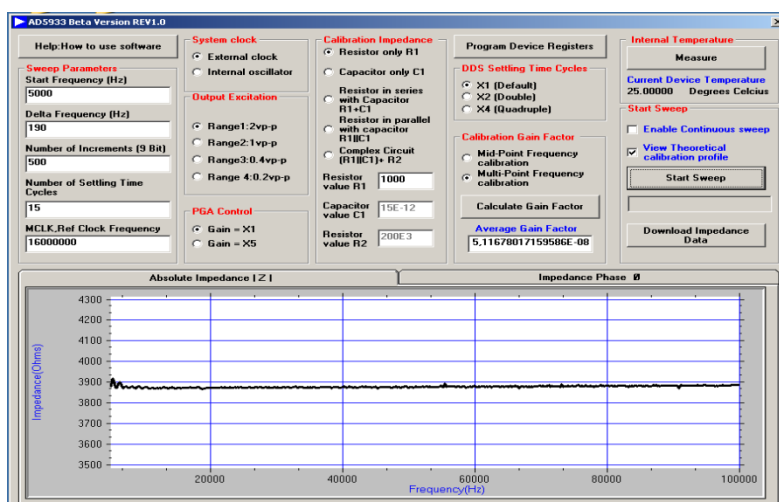 AD5933 Beta Version REV1.0
Help:How to use software
Sweep Parameters
Start Frequency (Hz)
5000
Delta Frequency (Hz)
190
Number of Increments (9 Bit)
500
Number of Settling Time
Cycles
15
MCLK,Ref Clock Frequency
16000000
System clock
External clock
Internal oscillator
Output Excitation
Range1:2vp-p
Range2:1vp-p
Range3:0.4vp-p
Range 4:0.2vp-p
PGA Control
Gain = X1
Gain = X5
Calibration Impedance
Resistor only R1
Capacitor only C1
Resistor in series
with Capacitor
R1+C1
Resistor in parallel
with capacitor
R1||C1
Complex Circuit
(R1||C1)+ R2
Resistor
value R1
1000
Capacitor
value C1
15E-12
Resistor
value R2
200E3
Program Device Registers
DDS Settling Time Cycles
X1 (Default)
X2 (Double)
X4 (Quadruple)
Calibration Gain Factor
Mid-Point Frequency
calibration
Multi-Point Frequency
calibration
Calculate Gain Factor
Average Gain Factor
5,11678017159586E-08
Internal Temperature
Measure
Current Device Temperature
25.00000 Degrees Celcius
Start Sweep
Enable Continuous sweep
View Theoretical
calibration profile
Start Sweep
Download Impedance
Data
Absolute Impedance |Z|
Impedance Phase Ø
Impedance(Ohms)
4300
4200
4100
4000
3900
3800
3700
3600
3500
20000
40000
60000
80000
100000
Frequency(Hz)